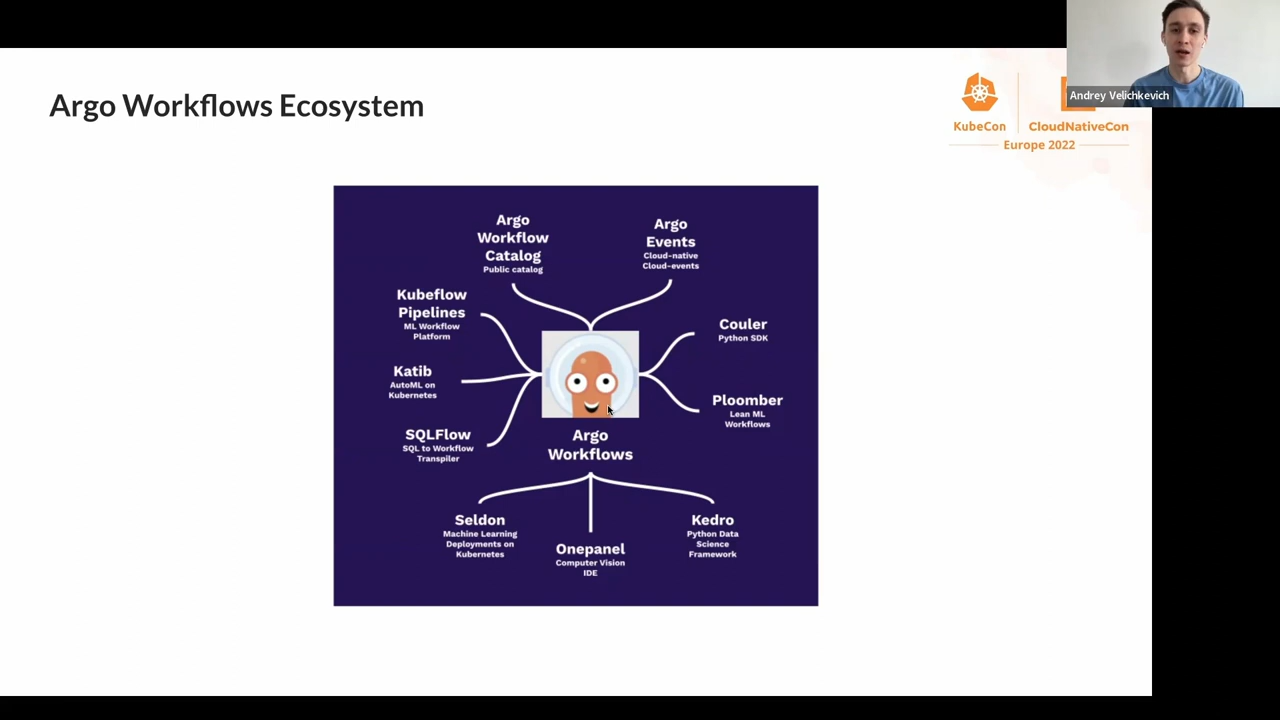 Andrey Velichkevich
Argo Workflows Ecosystem
KubeCon
CloudNativeCon
Europe 2022
Argo
Workflow
Catalog
Public catalog
Argo
Events
Cloud-native
Cloud-events
Kubeflow
Pipelines
ML Workflow
Platform
Couler
Python SDK
Katib
AutoML on
Kubernetes
Ploomber
Lean ML
Workflows
SQLFlow
SQL to Workflow
Transpiler
Argo
Workflows
Seldon
Machine Learning
Deployments on
Kubernetes
Onepanel
Computer Vision
IDE
Kedro
Python Data
Science
Framework